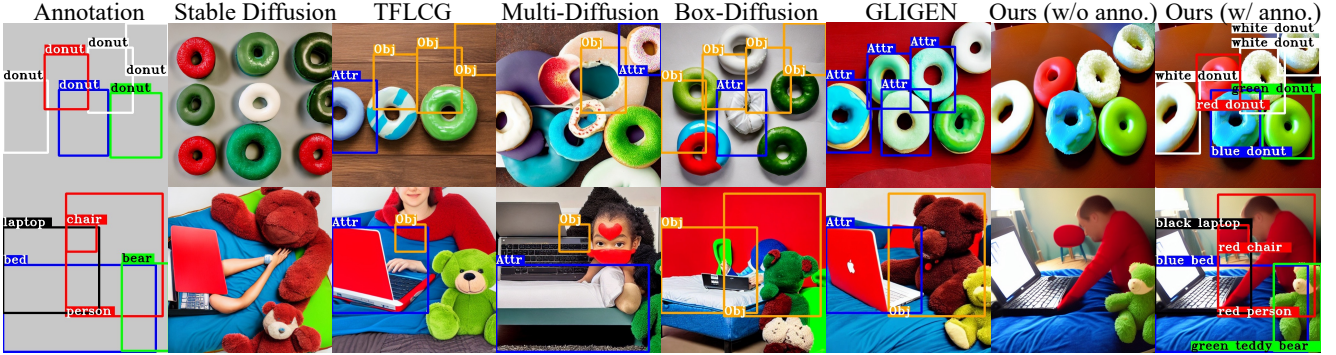 Annotation Stable Diffusion TFLCG Multi-Diffusion Box-Diffusion GLIGEN Ours (w/o anno.) Ours (w/ anno.)
donut
donut
donut
donut
donut
donut
Obj
Obj
Obj
Attr
Obj
Attr
Obj
Obj
Obj
Attr
Attr
Attr
Attr
white donut
white donut
white donut
green donut
red donut
blue donut
laptop
chair
bed
bear
person
Attr
Obj
Obj
Attr
Obj
Obj
Attr
Obj
black laptop
red chair
blue bed
red person
green teddy bear